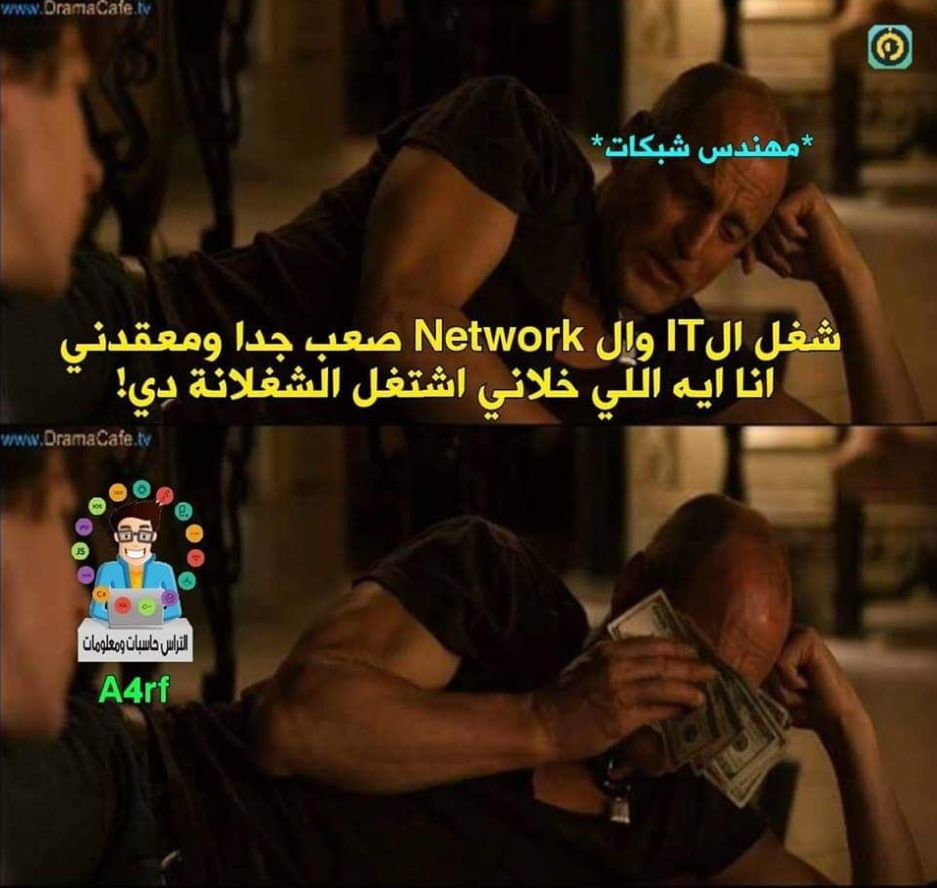 www.DramaCafe.tv
*مهندس شبكات*
شغل الIT وال Network صعب جدا ومعقدني
انا ايه اللي خلاني اشتغل الشغلانة دي!
www.DramaCafe.tv
JS
C#
C++
التراس حاسبات ومعلومات
A4rf